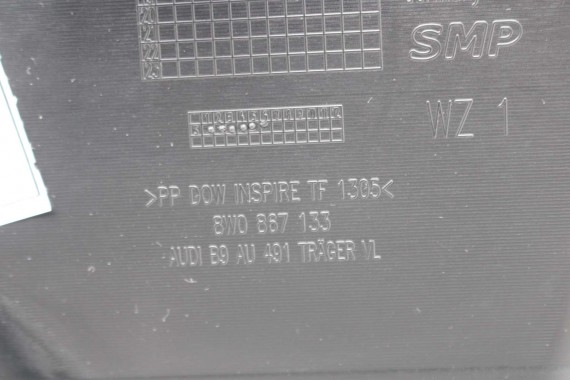 SMP
WZ 1
>PP DOW INSPIRE TF 1305<
8W0 867 133
AUDI B9 AU 491 TRÄGER VL